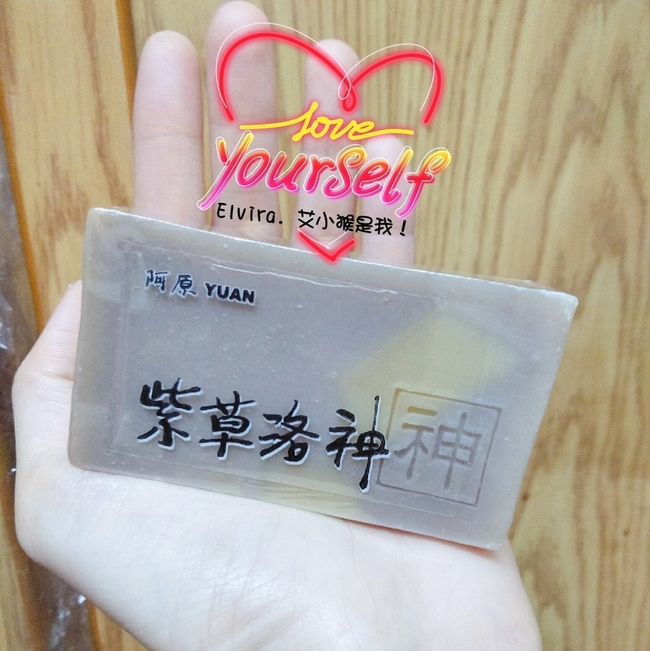 love
yourself
Elvira. 艾小猴是我！
阿原 YUAN
紫草洛神
神